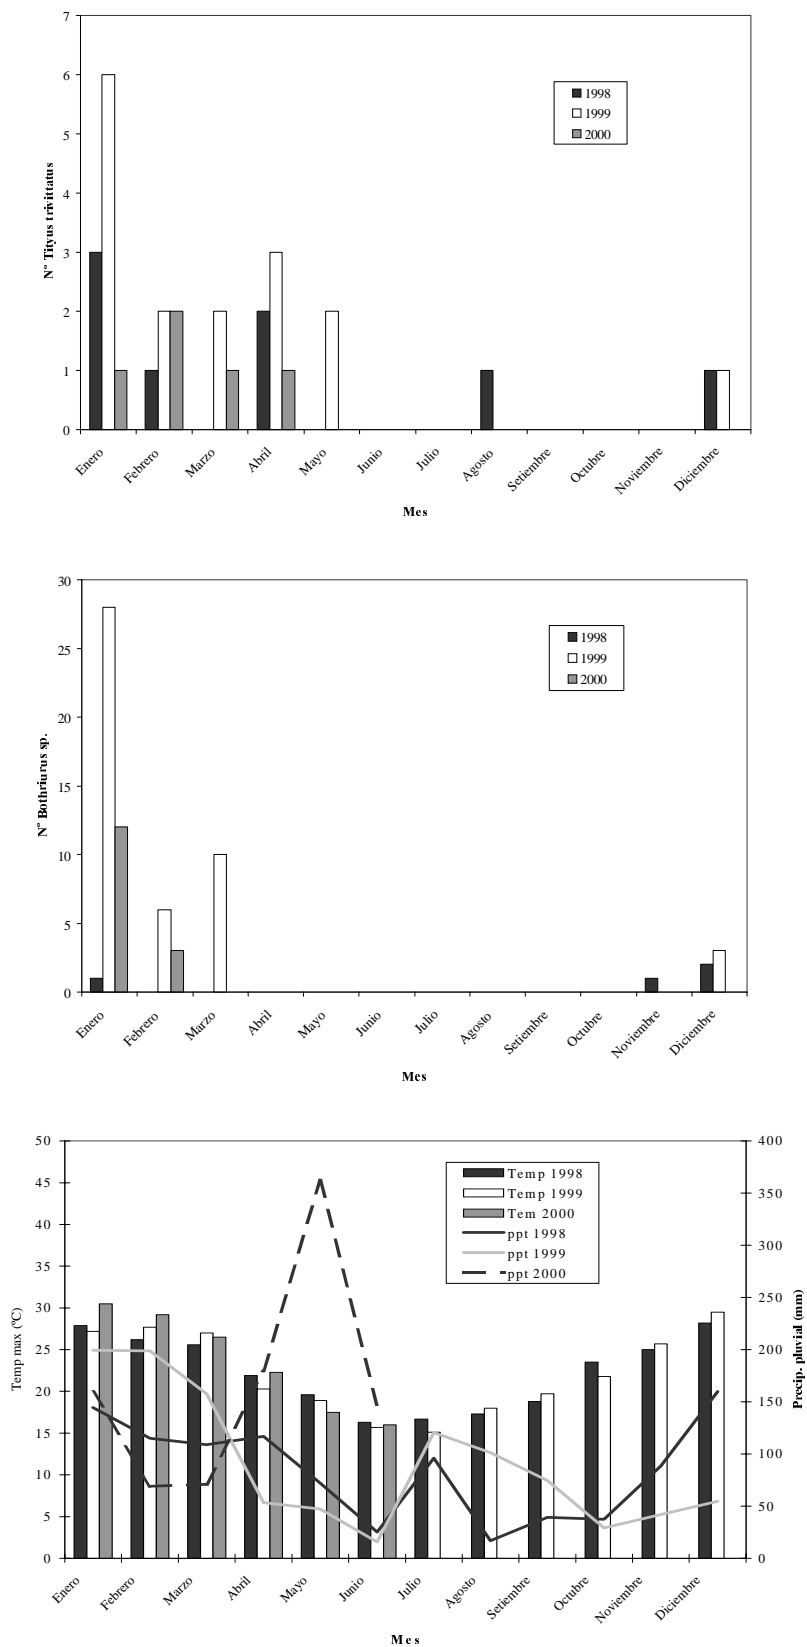 7
6
5
4
3
2
1
0
Nº Tityus trivittatus
1998
1999
2000
Enero
Febrero
Marzo
Abril
Mayo
Junio
Julio
Agosto
Setiembre
Octubre
Noviembre
Diciembre
Mes
30
25
20
15
10
5
0
Nº Bothriurus sp.
1998
1999
2000
Enero
Febrero
Marzo
Abril
Mayo
Junio
Julio
Agosto
Setiembre
Octubre
Noviembre
Diciembre
Mes
50
45
40
35
30
25
20
15
10
5
0
Temp max (ºC)
Temp 1998
Temp 1999
Tem 2000
ppt 1998
ppt 1999
ppt 2000
400
350
300
250
200
150
100
50
0
Precip. pluvial (mm)
Enero
Febrero
Marzo
Abril
Mayo
Junio
Julio
Agosto
Setiembre
Octubre
Noviembre
Diciembre
Mes